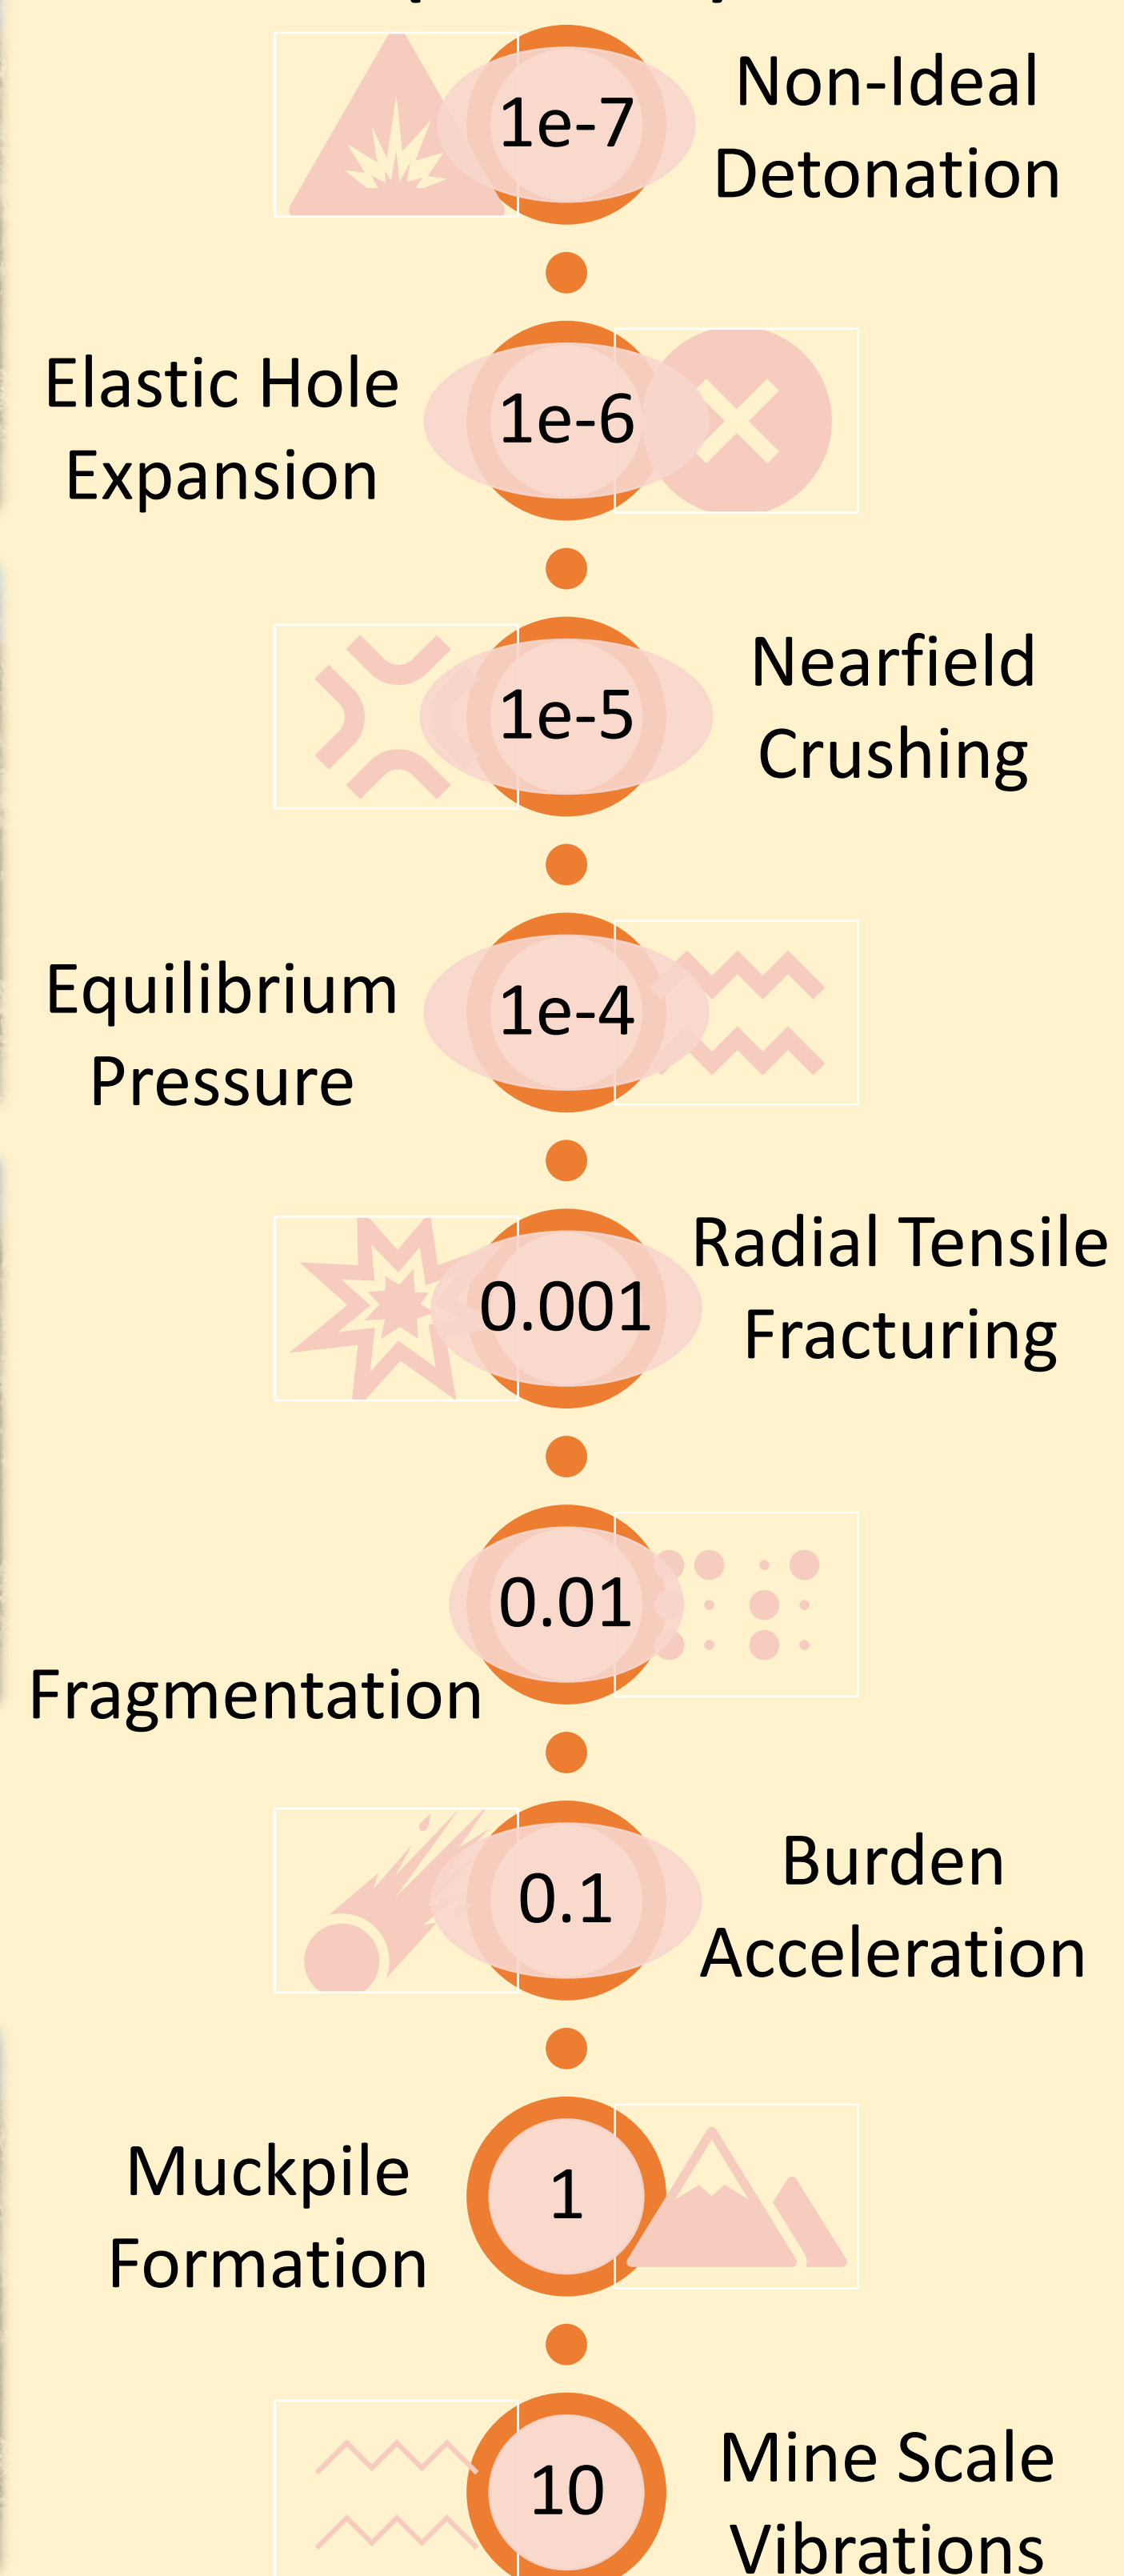 1e-7
Non-Ideal
Detonation
Elastic Hole
Expansion
1e-6
1e-5
Nearfield
Crushing
Equilibrium
Pressure
1e-4
0.001
Radial Tensile
Fracturing
0.01
Fragmentation
0.1
Burden
Acceleration
Muckpile
Formation
1
10
Mine Scale
Vibrations